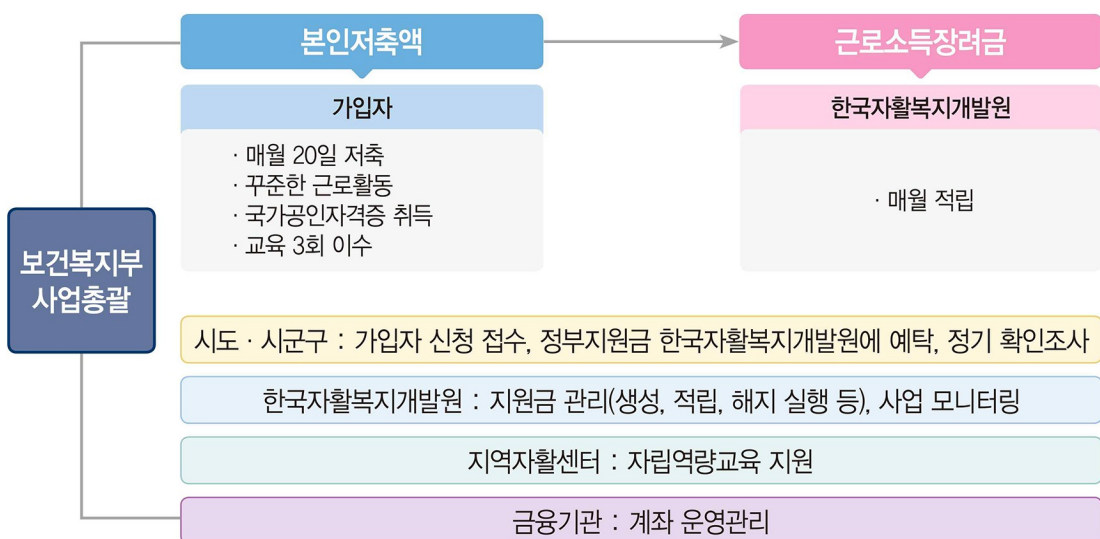 본인저축액
근로소득장려금
가입자
· 매월 20일 저축
· 꾸준한 근로활동
· 국가공인자격증 취득
· 교육 3회 이수
한국자활복지개발원
· 매월 적립
보건복지부
사업총괄
시도 · 시군구 : 가입자 신청 접수, 정부지원금 한국자활복지개발원에 예탁, 정기 확인조사
한국자활복지개발원 : 지원금 관리(생성, 적립, 해지 실행 등), 사업 모니터링
지역자활센터 : 자립역량교육 지원
금융기관 : 계좌 운영관리